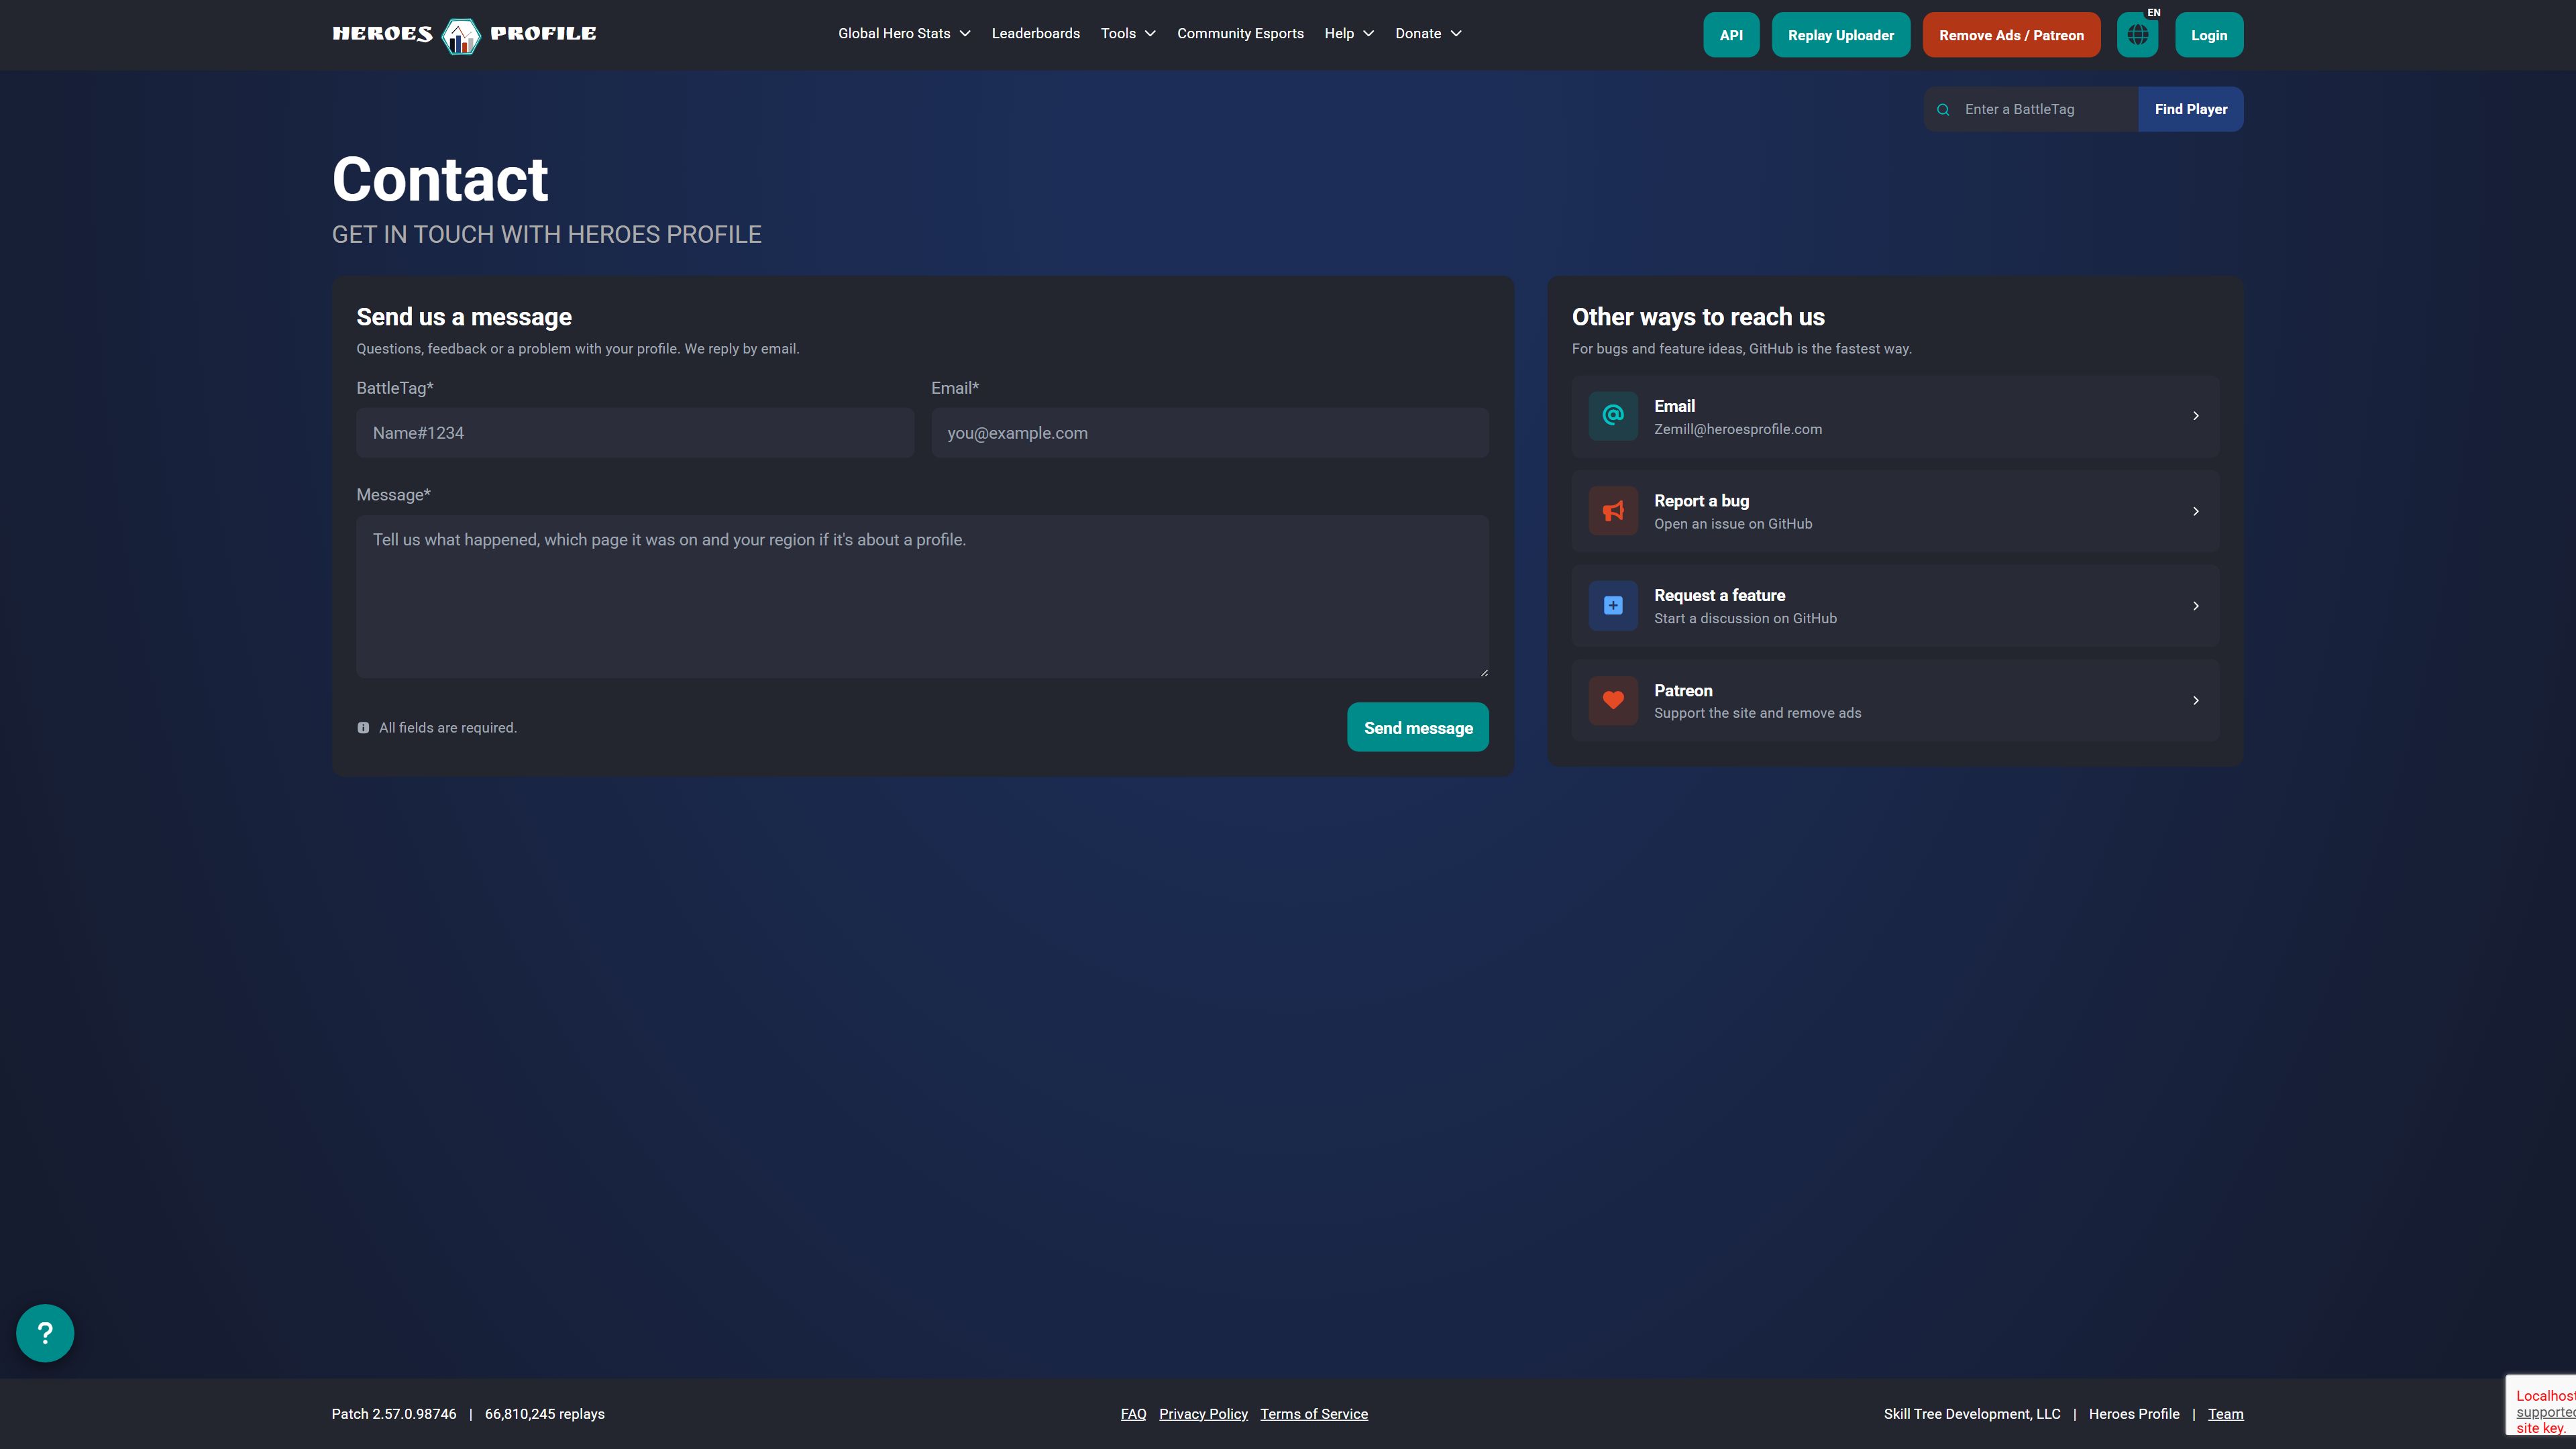 HEROES PROFILE
Global Hero Stats
Leaderboards
Tools
Community Esports
Help
Donate
API
Replay Uploader
Remove Ads / Patreon
EN
Login
Enter a BattleTag
Find Player
Contact
GET IN TOUCH WITH HEROES PROFILE
Send us a message
Questions, feedback or a problem with your profile. We reply by email.
BattleTag*
Email*
Name#1234
you@example.com
Message*
Tell us what happened, which page it was on and your region if it's about a profile.
All fields are required.
Send message
Other ways to reach us
For bugs and feature ideas, GitHub is the fastest way.
Email
Zemill@heroesprofile.com
Report a bug
Open an issue on GitHub
Request a feature
Start a discussion on GitHub
Patreon
Support the site and remove ads
?
Patch 2.57.0.98746 | 66,810,245 replays
FAQ Privacy Policy Terms of Service
Skill Tree Development, LLC | Heroes Profile | Team
Localhost
supported
site key.